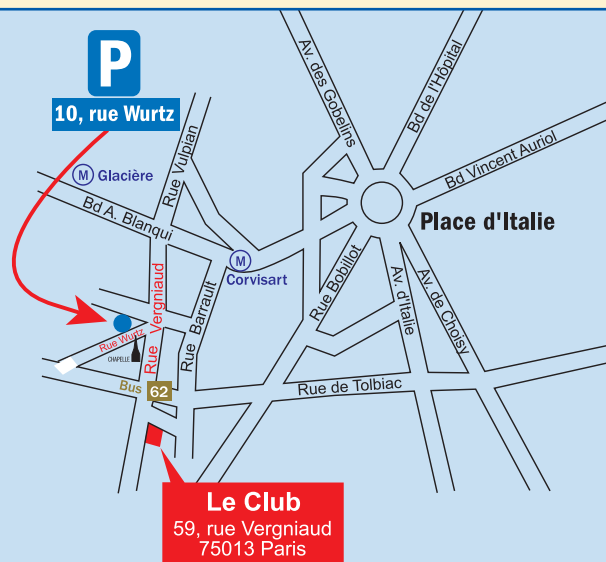 P
10, rue Wurtz
Av. des Gobelins
Bd de l'Hôpital
Bd Vincent Auriol
Rue Vulpian
M Glacière
Bd A. Blanqui
Place d'Italie
M
Corvisart
Rue Bobillot
Av. d'Italie
Av. de Choisy
Rue Vergniaud
Rue Barrault
Rue Wurtz
CHAPELLE
Bus 62
Rue de Tolbiac
Le Club
59, rue Vergniaud
75013 Paris